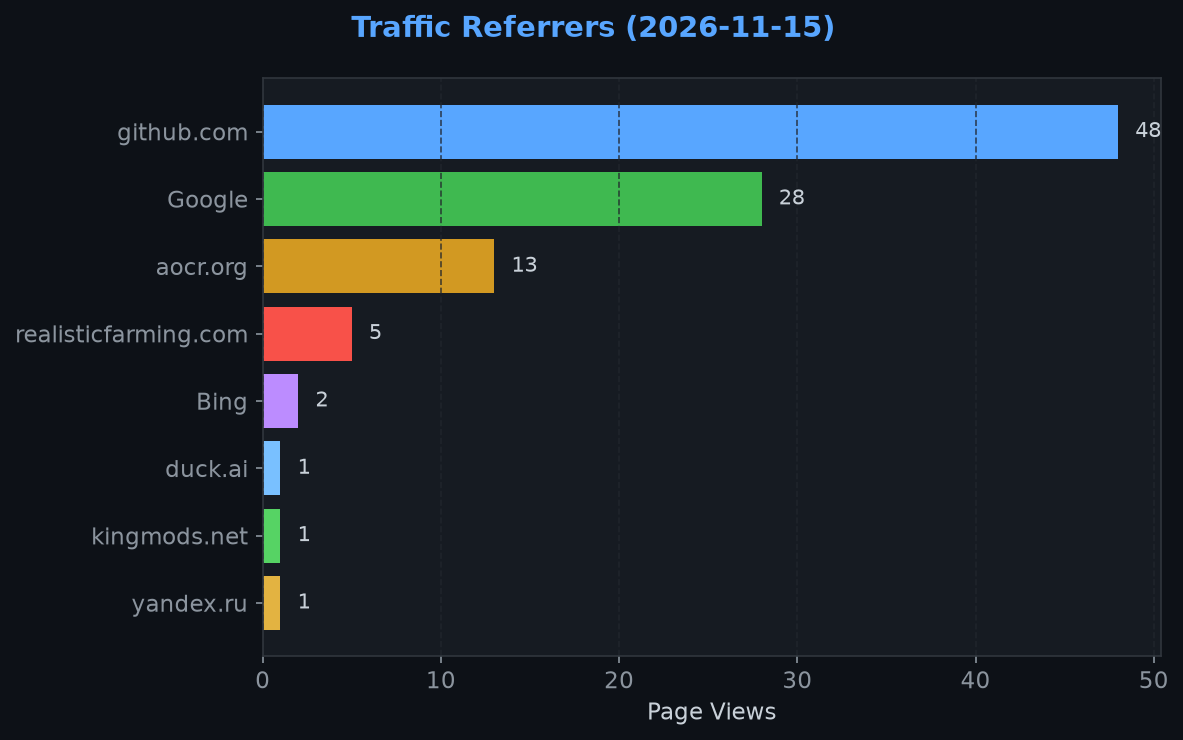 Traffic Referrers (2026-11-15)
github.com 48
Google 28
aocr.org 13
realisticfarming.com 5
Bing 2
duck.ai 1
kingmods.net 1
yandex.ru 1
0 10 20 30 40 50
Page Views